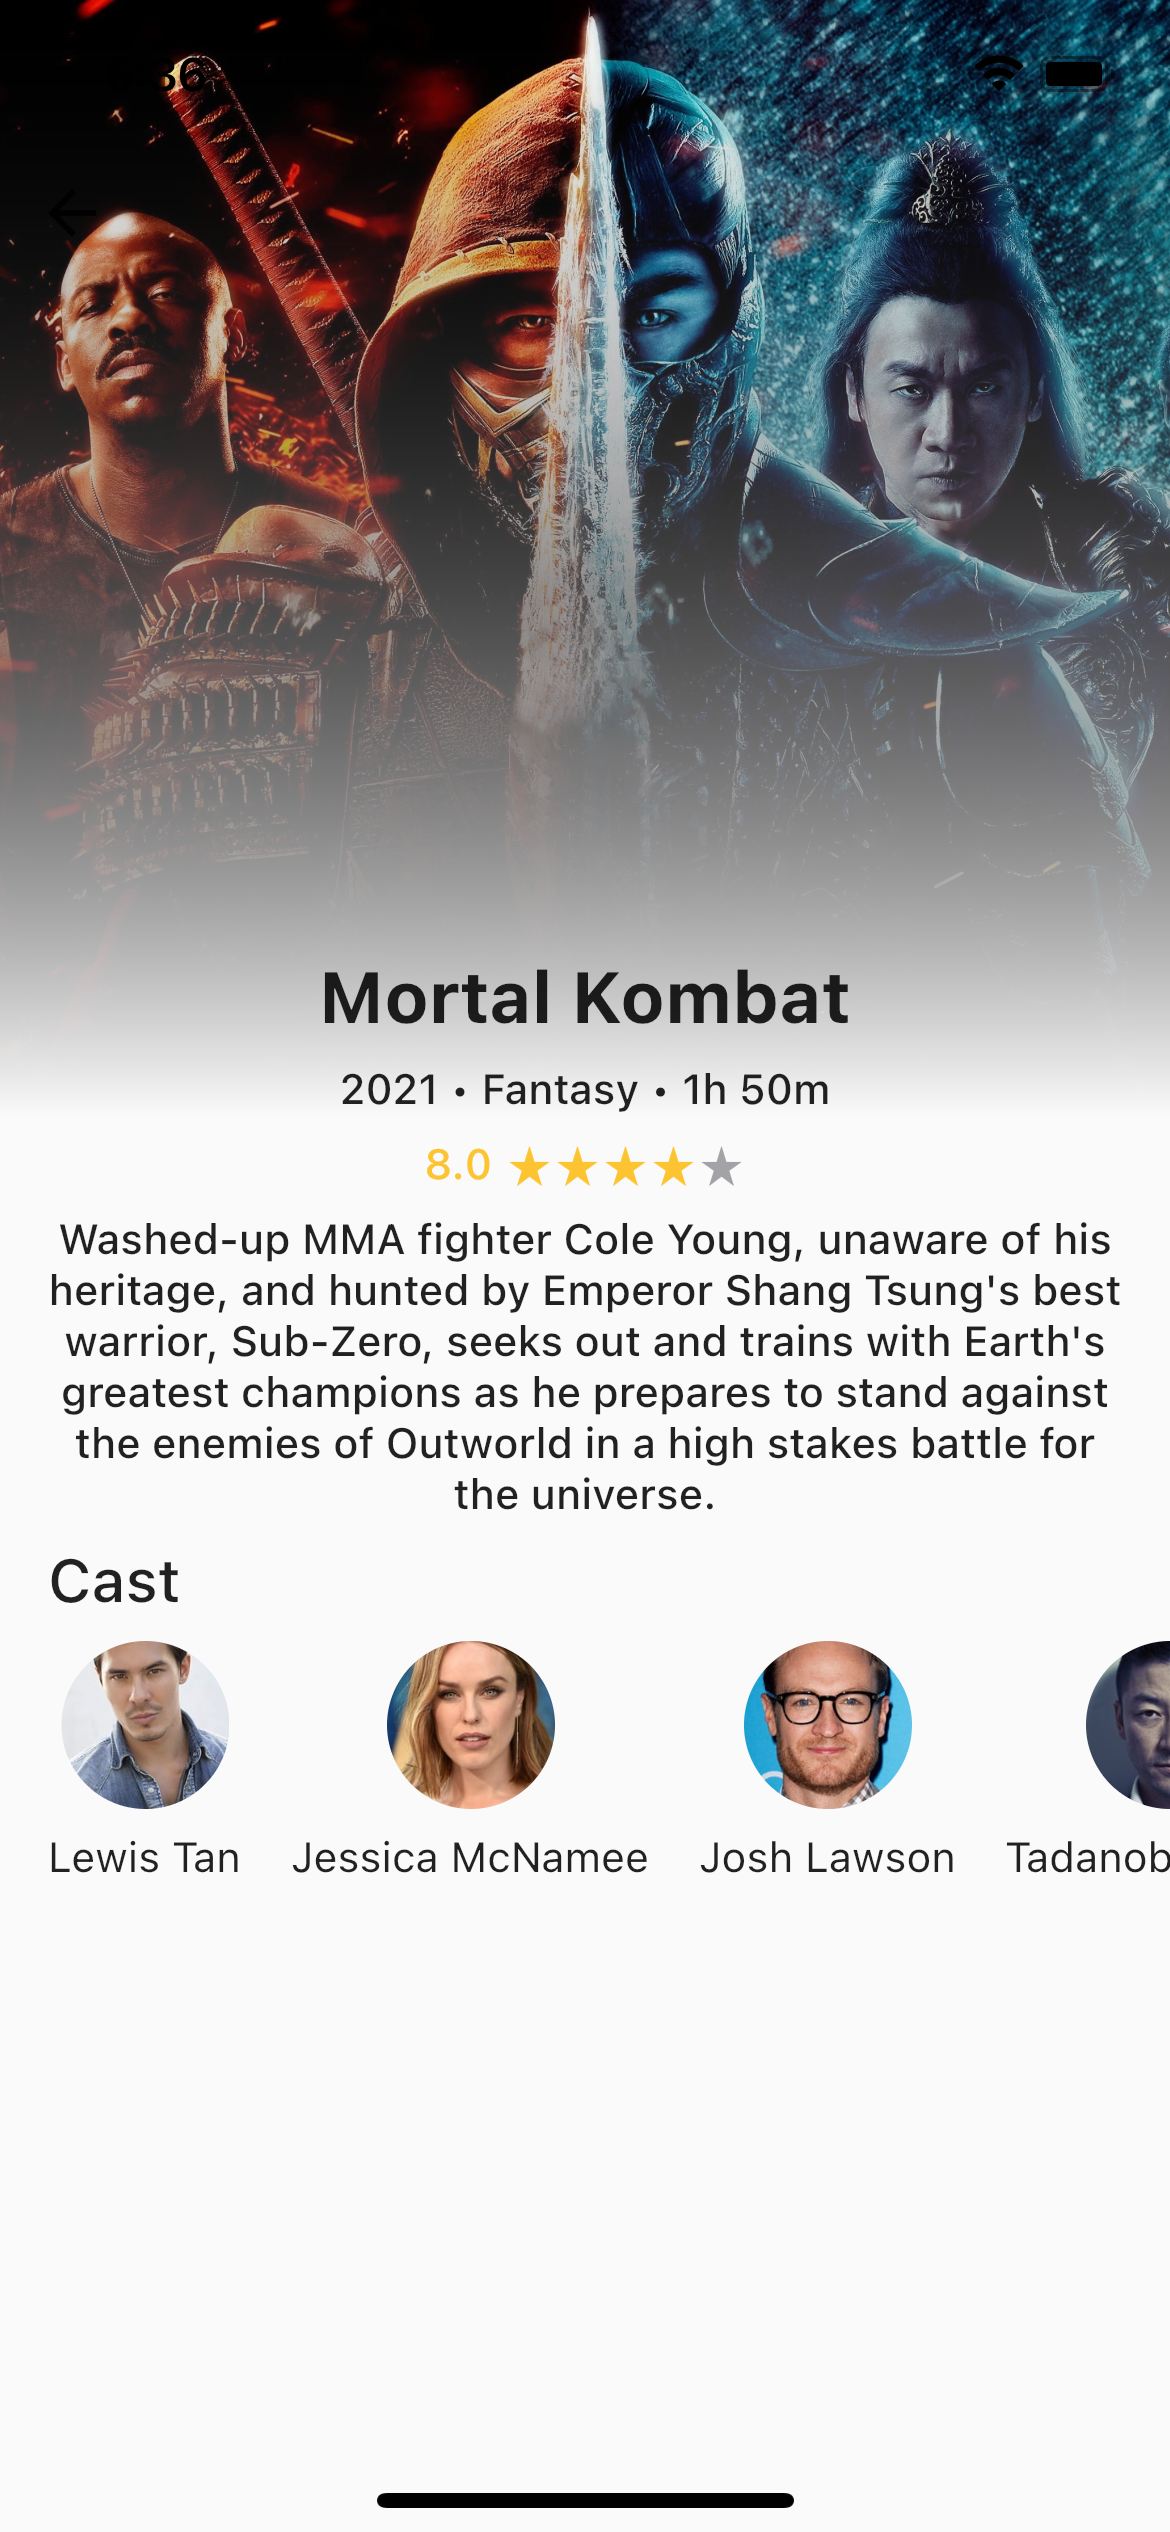 Mortal Kombat
2021 • Fantasy • 1h 50m
8.0
Washed-up MMA fighter Cole Young, unaware of his
heritage, and hunted by Emperor Shang Tsung's best
warrior, Sub-Zero, seeks out and trains with Earth's
greatest champions as he prepares to stand against
the enemies of Outworld in a high stakes battle for
the universe.
Cast
Lewis Tan Jessica McNamee Josh Lawson